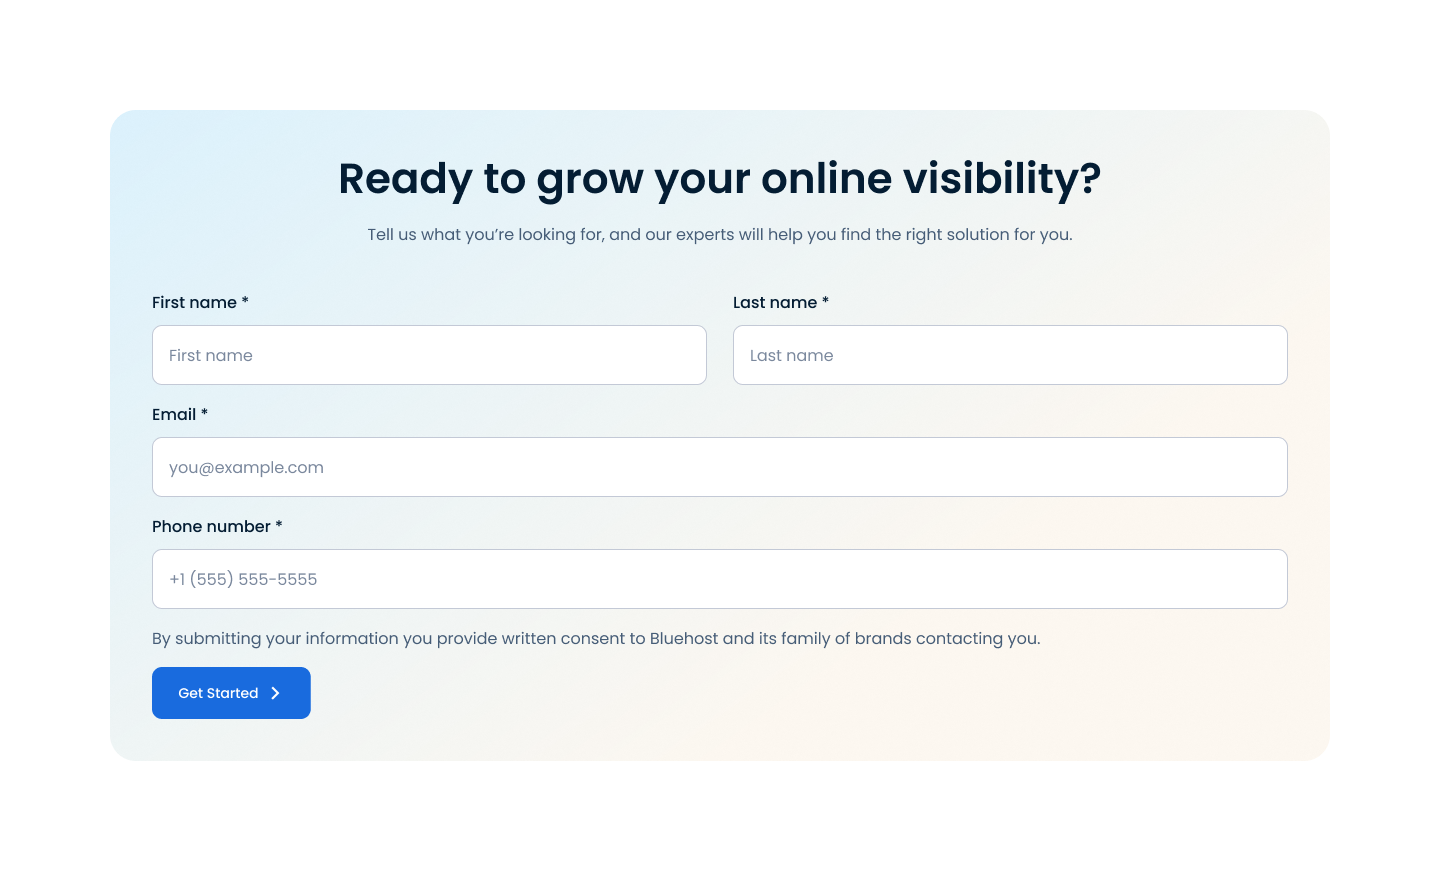 Ready to grow your online visibility?
Tell us what you’re looking for, and our experts will help you find the right solution for you.
First name *
Last name *
First name
Last name
Email *
you@example.com
Phone number *
+1 (555) 555-5555
By submitting your information you provide written consent to Bluehost and its family of brands contacting you.
Get Started